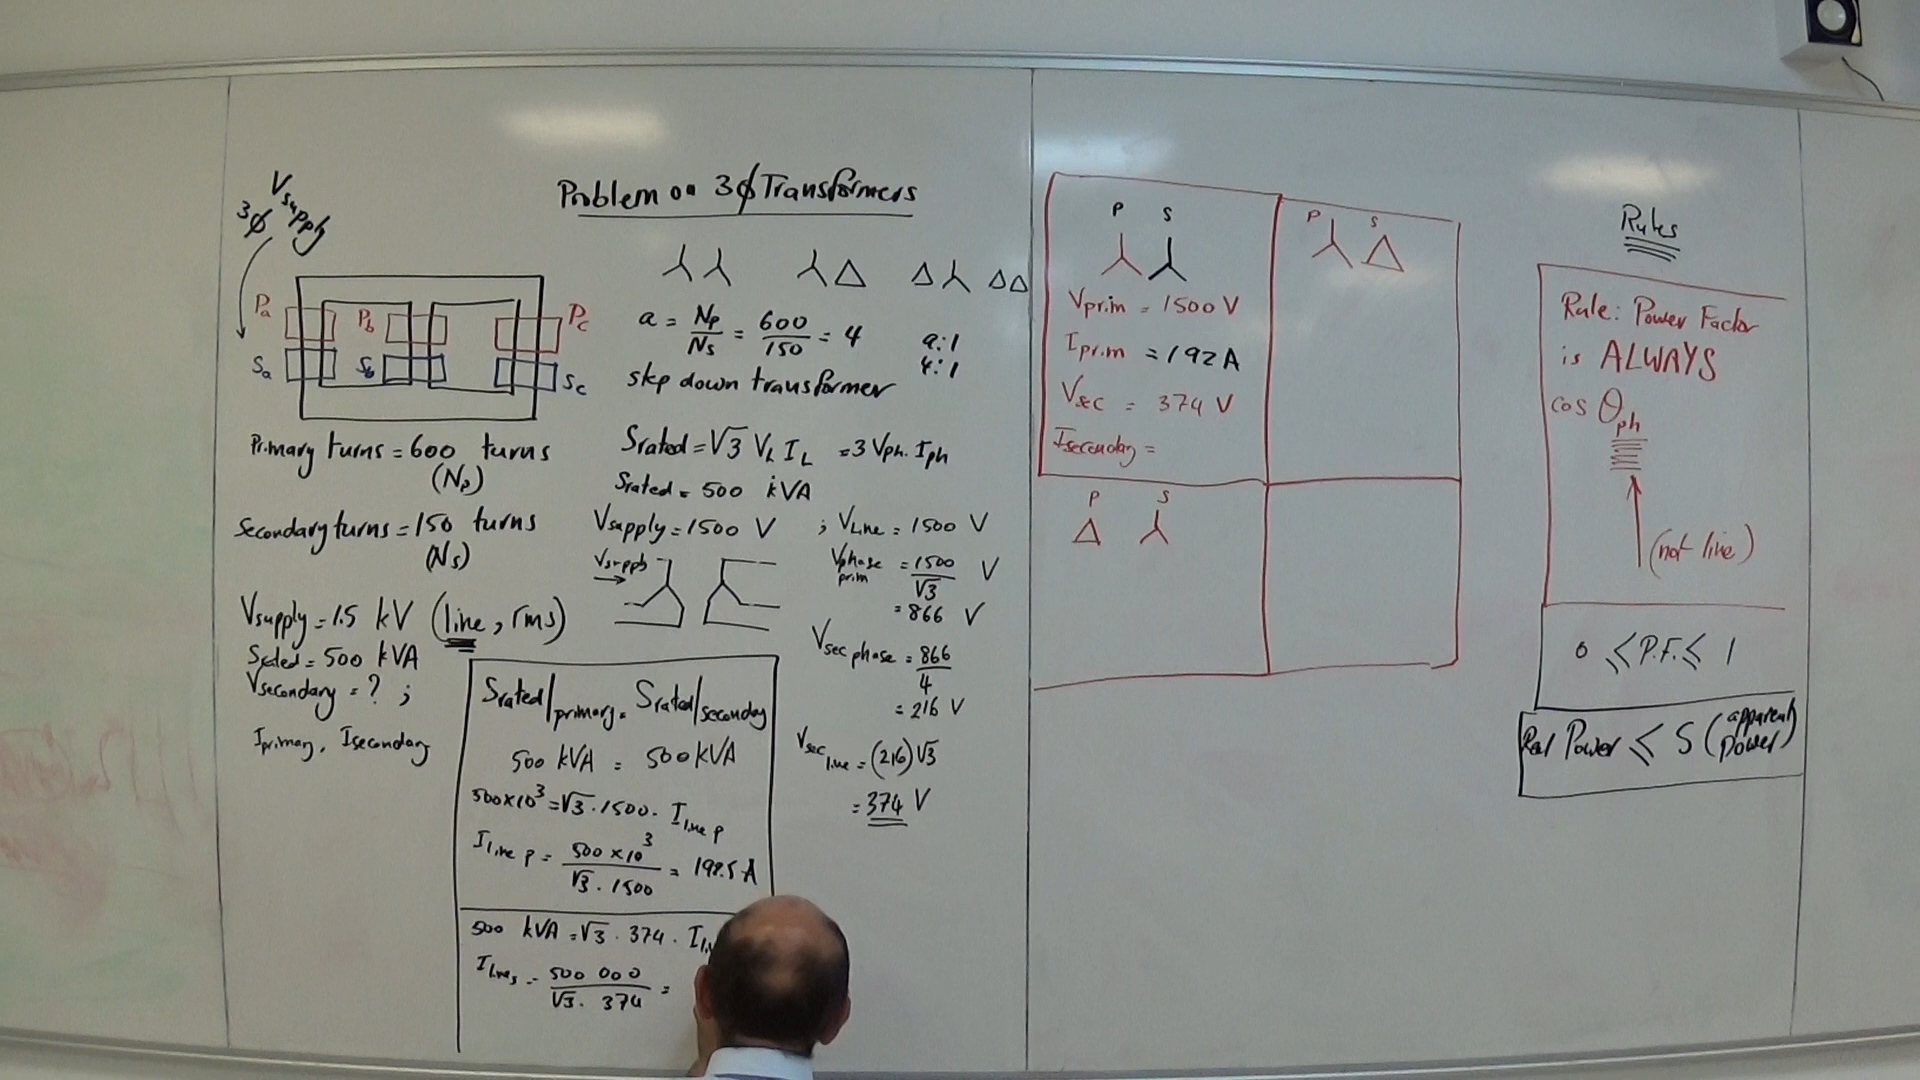 Problem on 3ϕ Transformers
Vsupply
3ϕ
Pa
Pb
Pc
Sa
Sb
Sc
Primary turns = 600 turns
(Np)
Secondary turns = 150 turns
(Ns)
Vsupply = 1.5 kV (line, rms)
Srated = 500 kVA
Vsecondary = ? ;
Iprimary, Isecondary
Y Y Y Δ Δ Y Δ Δ
a = Np/Ns = 600/150 = 4
a:1
4:1
step down transformer
Srated = √3 VL IL = 3 Vph. Iph
Srated = 500 kVA
Vsupply = 1500 V ; VLine = 1500 V
Vsuppl
Vphase prim = 1500/√3 V
= 866 V
Vsec phase = 866/4
= 216 V
Vsec line = (216)√3
= 374 V
Srated/primary = Srated/secondary
500 kVA = 500 kVA
500×10³ = √3 . 1500 . Iline p
Iline p = 500×10³/√3 . 1500 = 192.5 A
500 kVA = √3 . 374 .
Iline s = 500 000/√3 . 374 =
P S
Y Y
Vprim = 1500 V
Iprim = 192 A
Vsec = 374 V
Isecondary =
P S
Y Δ
P S
Δ Y
Rules
Rule: Power Factor
is ALWAYS
cos θph
(not line)
0 ≤ P.F. ≤ 1
Real Power ≤ S (apparent power)